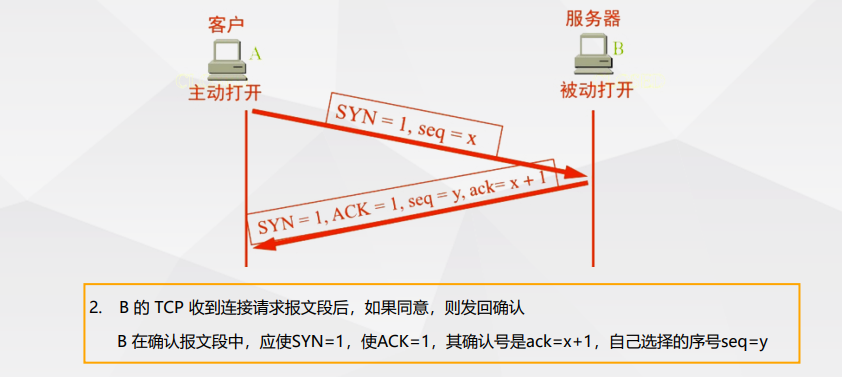 客户
服务器
A
B
主动打开
被动打开
SYN = 1, seq = x
SYN = 1, ACK = 1, seq = y, ack= x + 1
2. B 的 TCP 收到连接请求报文段后，如果同意，则发回确认
B 在确认报文段中，应使SYN=1，使ACK=1，其确认号是ack=x+1，自己选择的序号seq=y